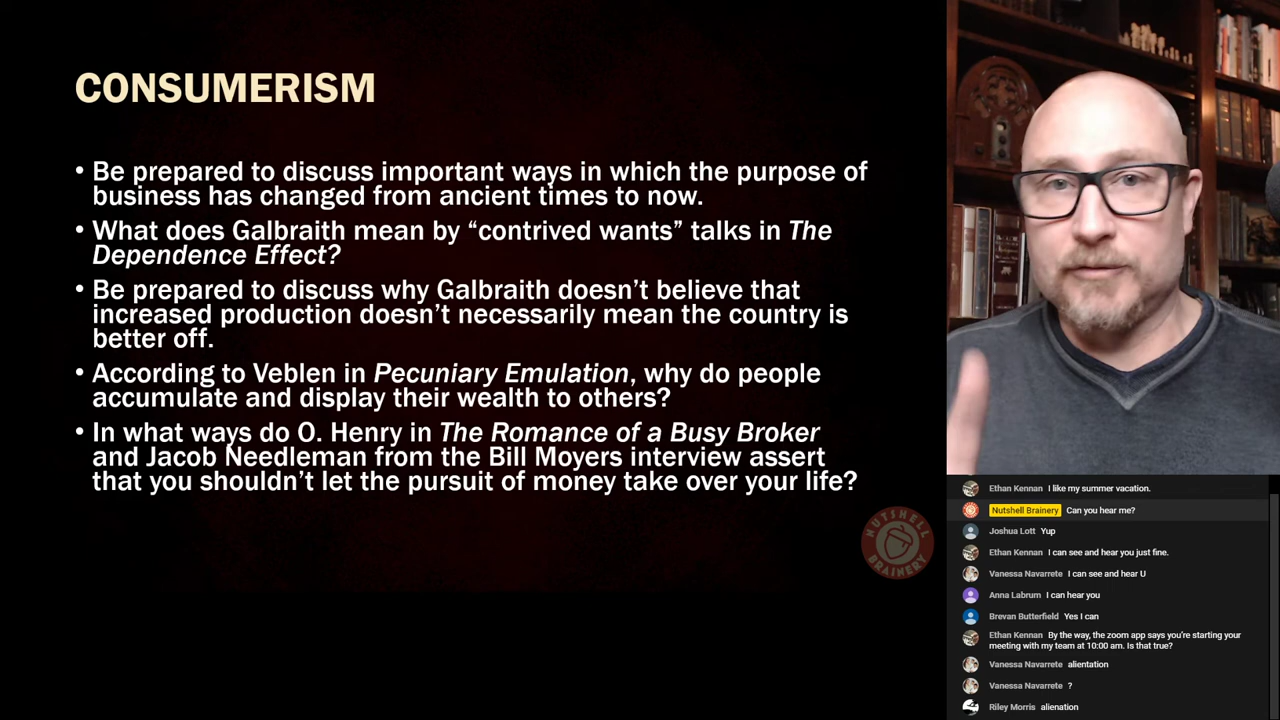 CONSUMERISM
• Be prepared to discuss important ways in which the purpose of
business has changed from ancient times to now.
• What does Galbraith mean by “contrived wants” talks in The
Dependence Effect?
• Be prepared to discuss why Galbraith doesn’t believe that
increased production doesn’t necessarily mean the country is
better off.
• According to Veblen in Pecuniary Emulation, why do people
accumulate and display their wealth to others?
• In what ways do O. Henry in The Romance of a Busy Broker
and Jacob Needleman from the Bill Moyers interview assert
that you shouldn’t let the pursuit of money take over your life?
NUTSHELL
BRAINERY
Ethan Kennan I like my summer vacation.
Nutshell Brainery Can you hear me?
Joshua Lott Yup
Ethan Kennan I can see and hear you just fine.
Vanessa Navarrete I can see and hear U
Anna Labrum I can hear you
Brevan Butterfield Yes I can
Ethan Kennan By the way, the zoom app says you’re starting your
meeting with my team at 10:00 am. Is that true?
Vanessa Navarrete alientation
Vanessa Navarrete ?
Riley Morris alienation